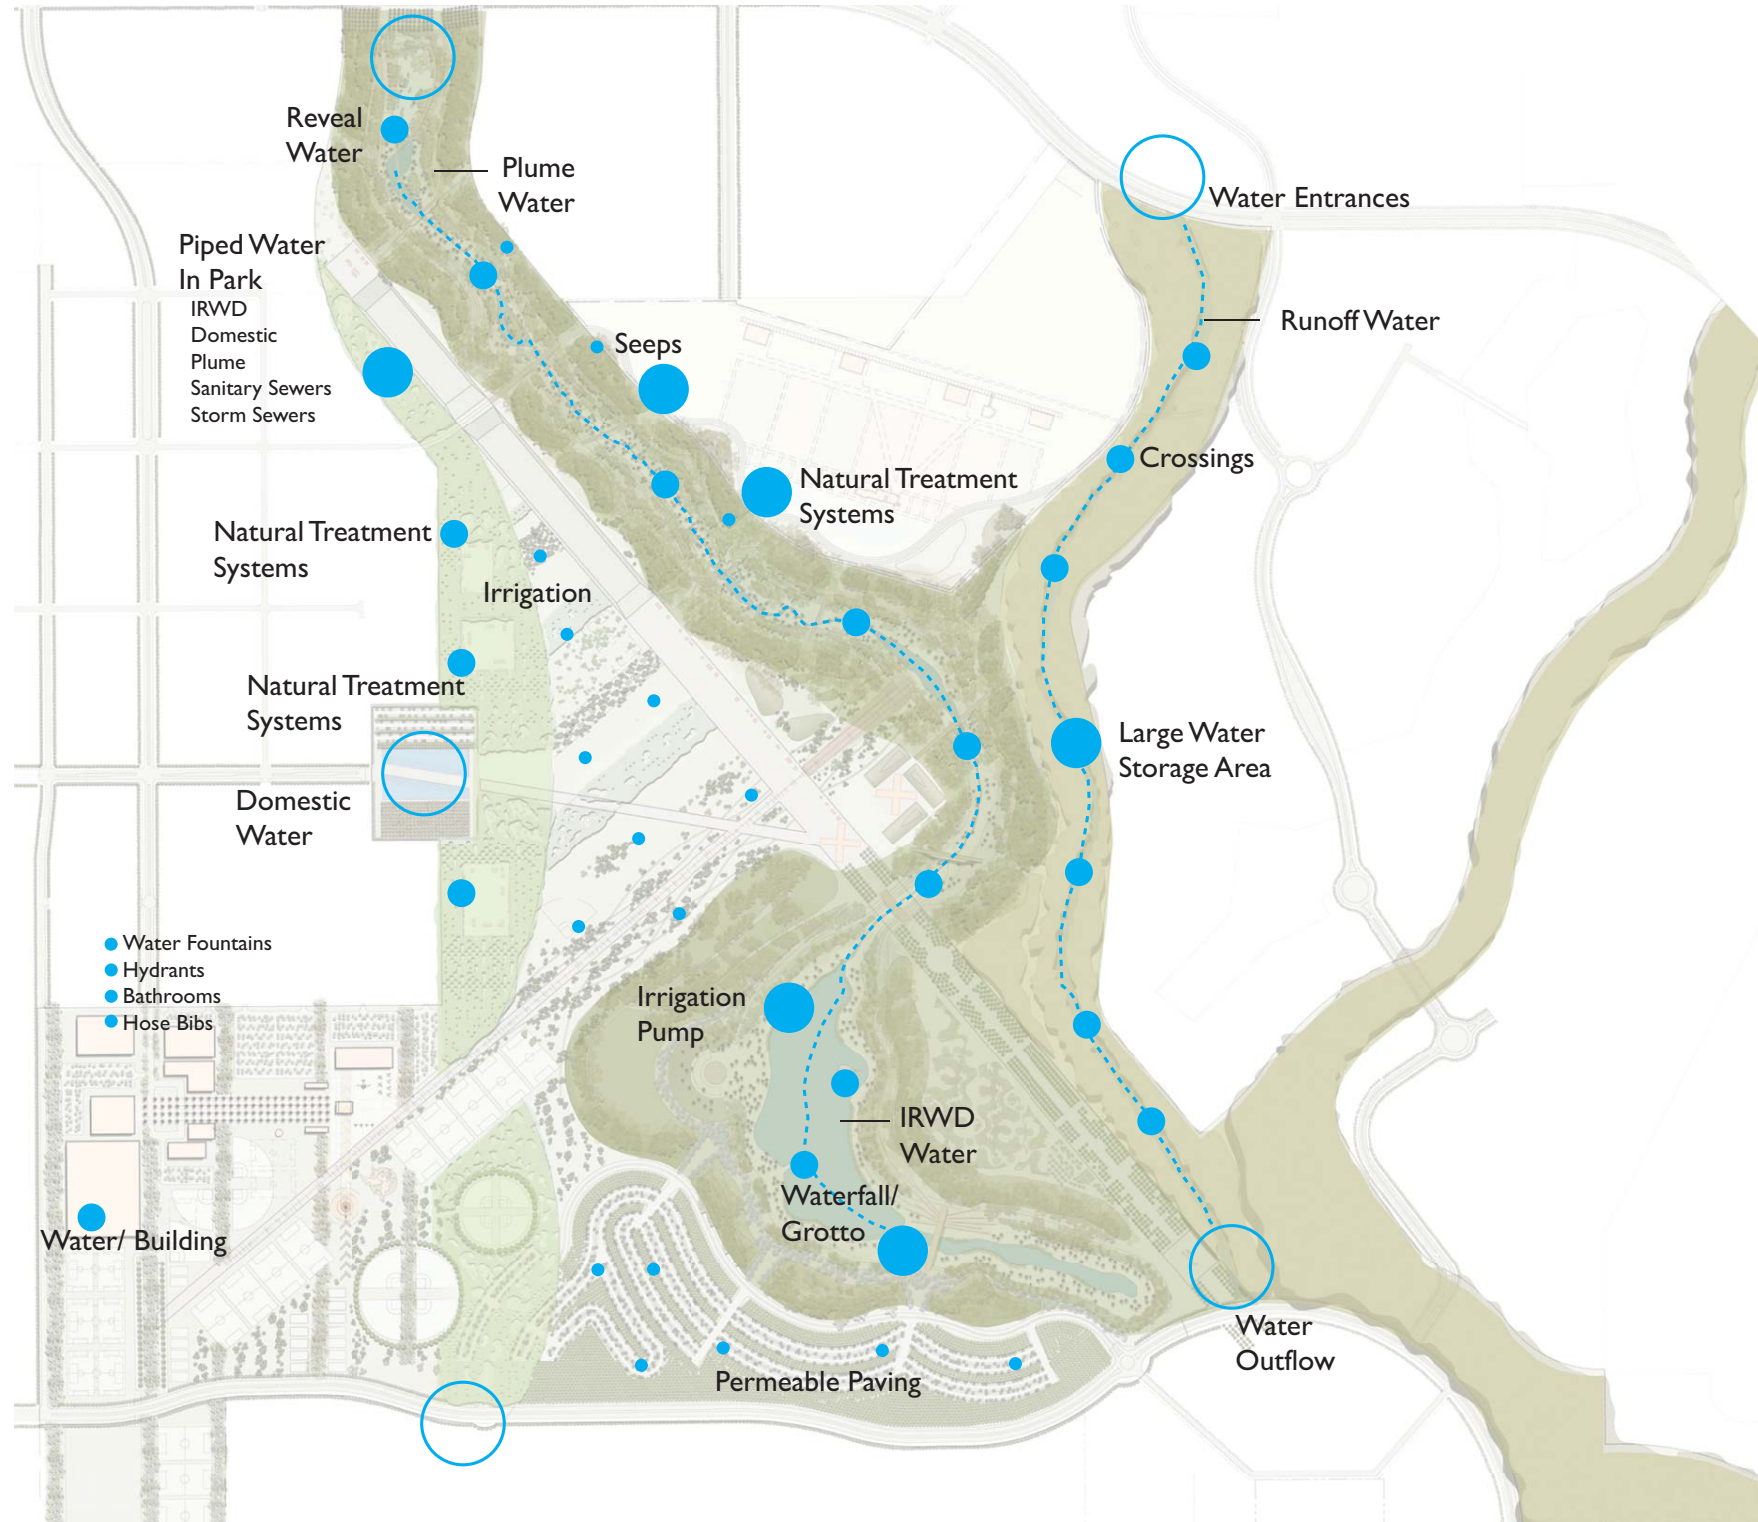 Reveal
Water
Plume
Water
Water Entrances
Piped Water
In Park
IRWD
Domestic
Plume
Sanitary Sewers
Storm Sewers
Runoff Water
Seeps
Crossings
Natural Treatment
Systems
Natural Treatment
Systems
Irrigation
Natural Treatment
Systems
Large Water
Storage Area
Domestic
Water
Water Fountains
Hydrants
Bathrooms
Hose Bibs
Irrigation
Pump
IRWD
Water
Waterfall/
Grotto
Water/ Building
Water
Outflow
Permeable Paving